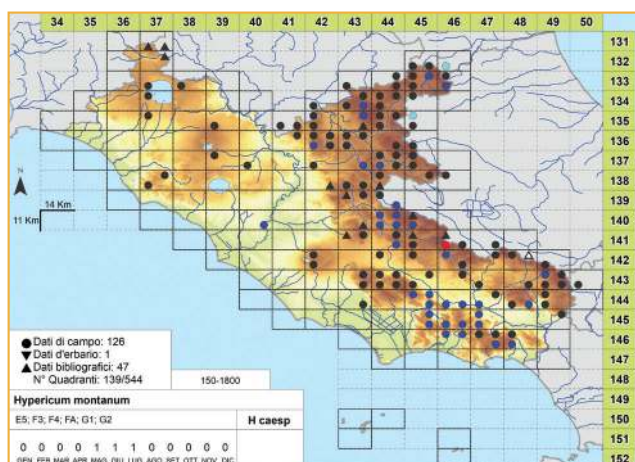 34 35 36 37 38 39 40 41 42 43 44 45 46 47 48 49 50
131
132
133
134
135
136
137
138
139
140
141
142
143
144
145
146
147
148
149
150
151
152
N
14 Km
11 Km
Dati di campo: 126
Dati d'erbario: 1
Dati bibliografici: 47
N° Quadranti: 139/544
150-1800
Hypericum montanum
E5; F3; F4; FA; G1; G2
H caesp
0 0 0 0 1 1 1 0 0 0 0 0
GEN FEB MAR APR MAG GIU LUG AGO SET OTT NOV DIC